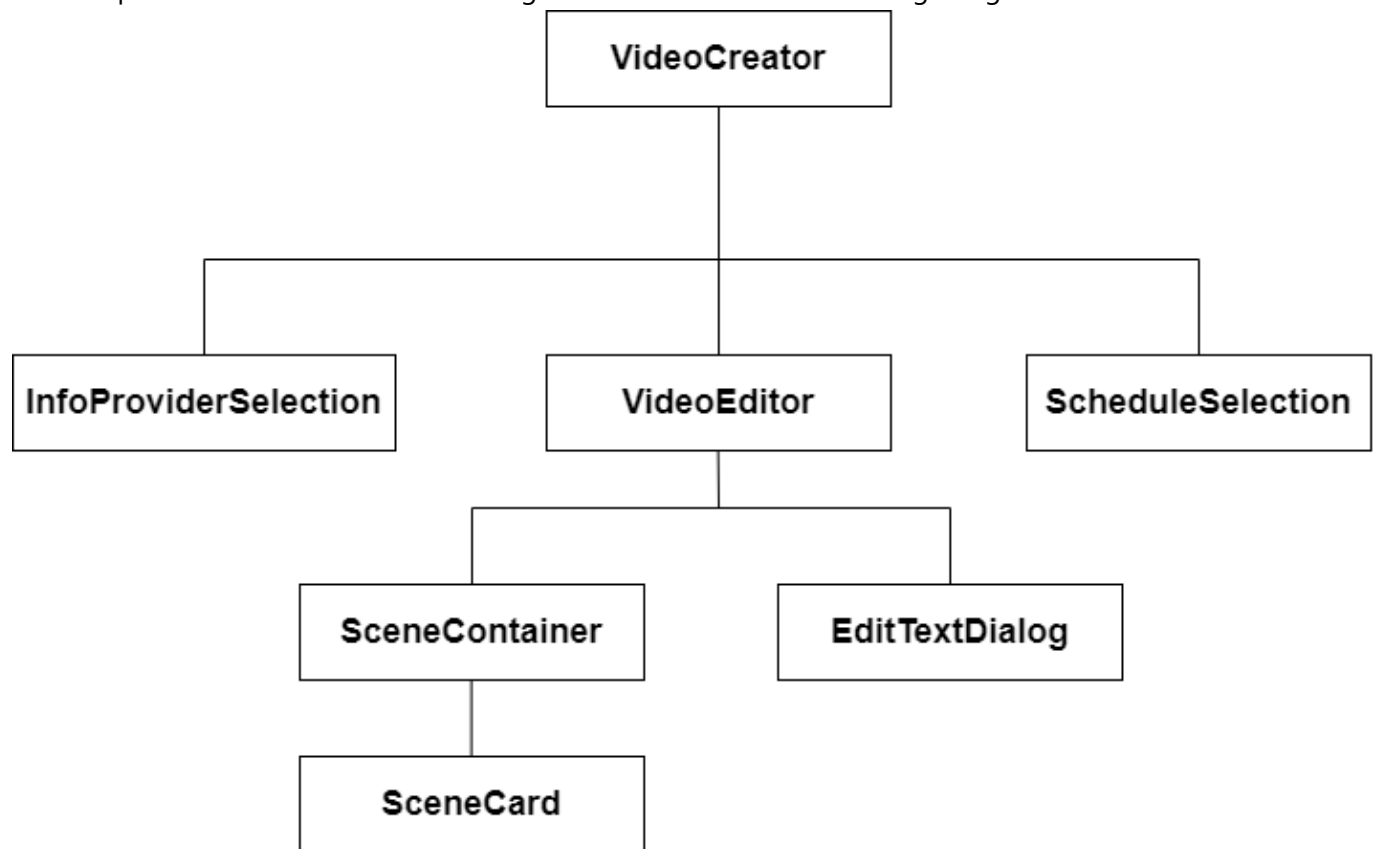 VideoCreator
InfoProviderSelection
VideoEditor
ScheduleSelection
SceneContainer
EditTextDialog
SceneCard